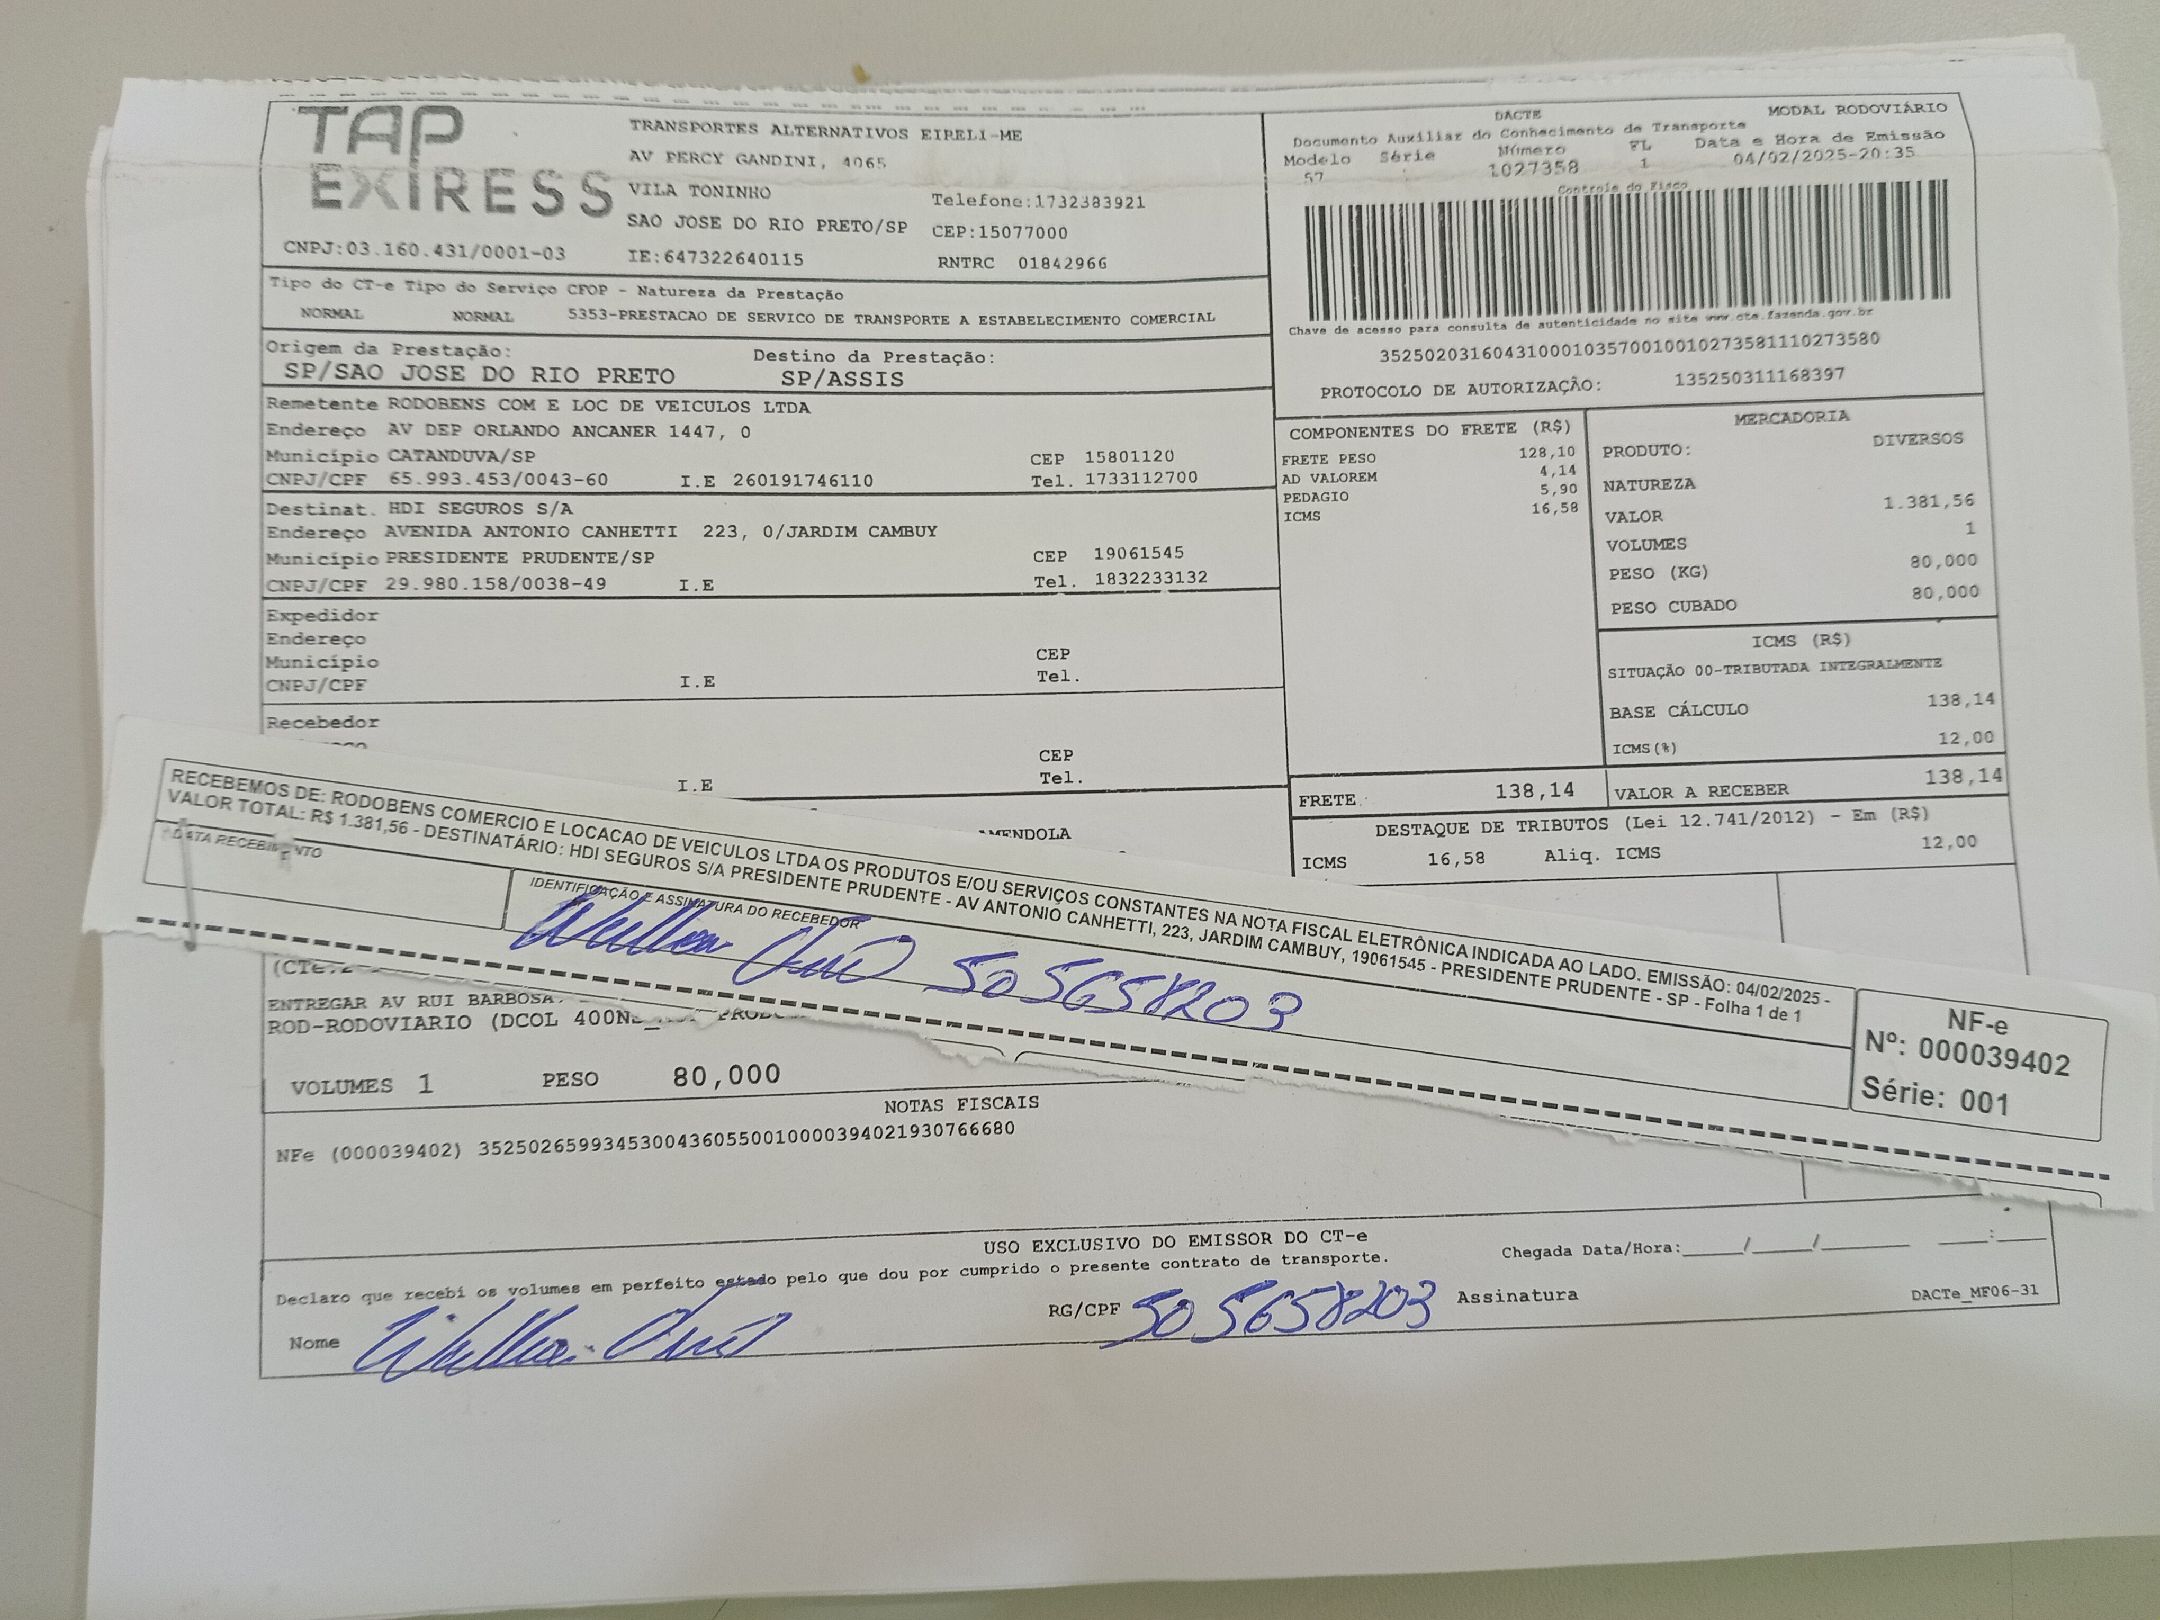 TAP
EXPRESS
TRANSPORTES ALTERNATIVOS EIRELI-ME
AV PERCY GANDINI, 4065
VILA TONINHO
Telefone:1732383921
SAO JOSE DO RIO PRETO/SP CEP:15077000
CNPJ:03.160.431/0001-03 IE:647322640115 RNTRC 01842966
DACTE MODAL RODOVIÁRIO
Documento Auxiliar do Conhecimento de Transporte
Modelo Série Número FL Data e Hora de Emissão
57 1027358 1 04/02/2025-20:35
Controle do Fisco
Chave de acesso para consulta de autenticidade no site www.cte.fazenda.gov.br
35250203160431000103570010010273581110273580
PROTOCOLO DE AUTORIZAÇÃO: 135250311168397
Tipo do CT-e Tipo do Serviço CFOP - Natureza da Prestação
NORMAL NORMAL 5353-PRESTACAO DE SERVICO DE TRANSPORTE A ESTABELECIMENTO COMERCIAL
Origem da Prestação: Destino da Prestação:
SP/SAO JOSE DO RIO PRETO SP/ASSIS
Remetente RODOBENS COM E LOC DE VEICULOS LTDA
Endereço AV DEP ORLANDO ANCANER 1447, 0
Município CATANDUVA/SP CEP 15801120
CNPJ/CPF 65.993.453/0043-60 I.E 260191746110 Tel. 1733112700
Destinat. HDI SEGUROS S/A
Endereço AVENIDA ANTONIO CANHETTI 223, 0/JARDIM CAMBUY
Município PRESIDENTE PRUDENTE/SP CEP 19061545
CNPJ/CPF 29.980.158/0038-49 I.E Tel. 1832233132
Expedidor
Endereço
Município CEP
CNPJ/CPF I.E Tel.
Recebedor
CEP
I.E Tel.
COMPONENTES DO FRETE (R$)
FRETE PESO 128,10
AD VALOREM 4,14
PEDAGIO 5,90
ICMS 16,58
MERCADORIA
PRODUTO: DIVERSOS
NATUREZA
VALOR 1.381,56
VOLUMES 1
PESO (KG) 80,000
PESO CUBADO 80,000
ICMS (R$)
SITUAÇÃO 00-TRIBUTADA INTEGRALMENTE
BASE CÁLCULO 138,14
ICMS(%) 12,00
FRETE 138,14 VALOR A RECEBER 138,14
DESTAQUE DE TRIBUTOS (Lei 12.741/2012) - Em (R$)
ICMS 16,58 Aliq. ICMS 12,00
RECEBEMOS DE: RODOBENS COMERCIO E LOCACAO DE VEICULOS LTDA OS PRODUTOS E/OU SERVIÇOS CONSTANTES NA NOTA FISCAL ELETRÔNICA INDICADA AO LADO. EMISSÃO: 04/02/2025 -
VALOR TOTAL: R$ 1.381,56 - DESTINATÁRIO: HDI SEGUROS S/A PRESIDENTE PRUDENTE - AV ANTONIO CANHETTI, 223, JARDIM CAMBUY, 19061545 - PRESIDENTE PRUDENTE - SP - Folha 1 de 1
DATA RECEBIMENTO
IDENTIFICAÇÃO E ASSINATURA DO RECEBEDOR
505658203
NF-e
Nº: 000039402
Série: 001
ENTREGAR AV RUI BARBOSA
ROD-RODOVIARIO (DCOL
VOLUMES 1 PESO 80,000
NOTAS FISCAIS
NFe (000039402) 35250265993453004360550010000394021930766680
USO EXCLUSIVO DO EMISSOR DO CT-e
Declaro que recebi os volumes em perfeito estado pelo que dou por cumprido o presente contrato de transporte.
Chegada Data/Hora:____/____/______ ____:____
Nome RG/CPF 505658203 Assinatura
DACTe_MF06-31